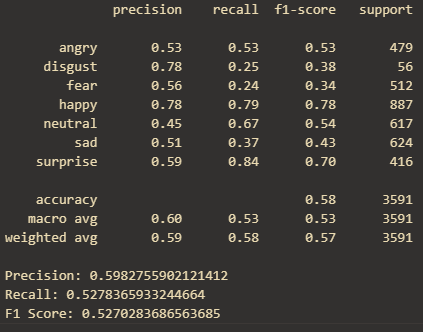 precision recall f1-score support
angry 0.53 0.53 0.53 479
disgust 0.78 0.25 0.38 56
fear 0.56 0.24 0.34 512
happy 0.78 0.79 0.78 887
neutral 0.45 0.67 0.54 617
sad 0.51 0.37 0.43 624
surprise 0.59 0.84 0.70 416
accuracy 0.58 3591
macro avg 0.60 0.53 0.53 3591
weighted avg 0.59 0.58 0.57 3591
Precision: 0.5982755902121412
Recall: 0.5278365933244664
F1 Score: 0.5270283686563685